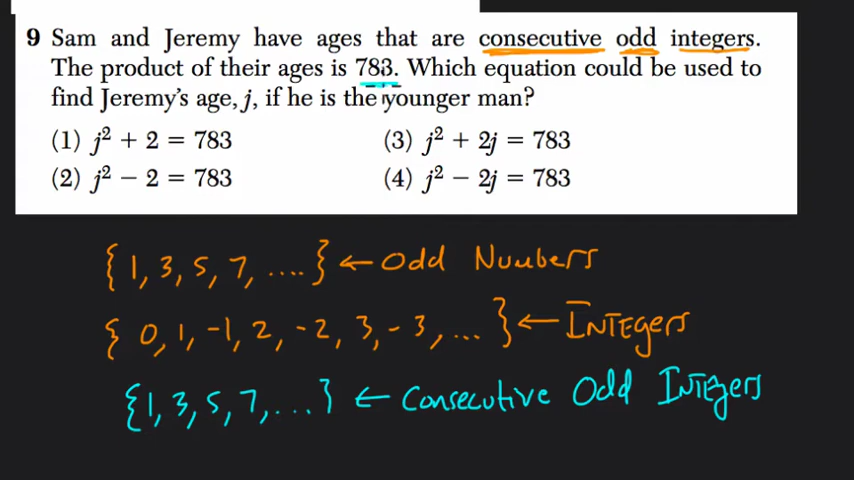 9 Sam and Jeremy have ages that are consecutive odd integers.
The product of their ages is 783. Which equation could be used to
find Jeremy's age, j, if he is the younger man?
(1) j² + 2 = 783 (3) j² + 2j = 783
(2) j² − 2 = 783 (4) j² − 2j = 783
{1, 3, 5, 7, ....} ← Odd Numbers
{0, 1, -1, 2, -2, 3, -3, ...} ← INTEgers
{1, 3, 5, 7, ...} ← Consecutive Odd INTEgers